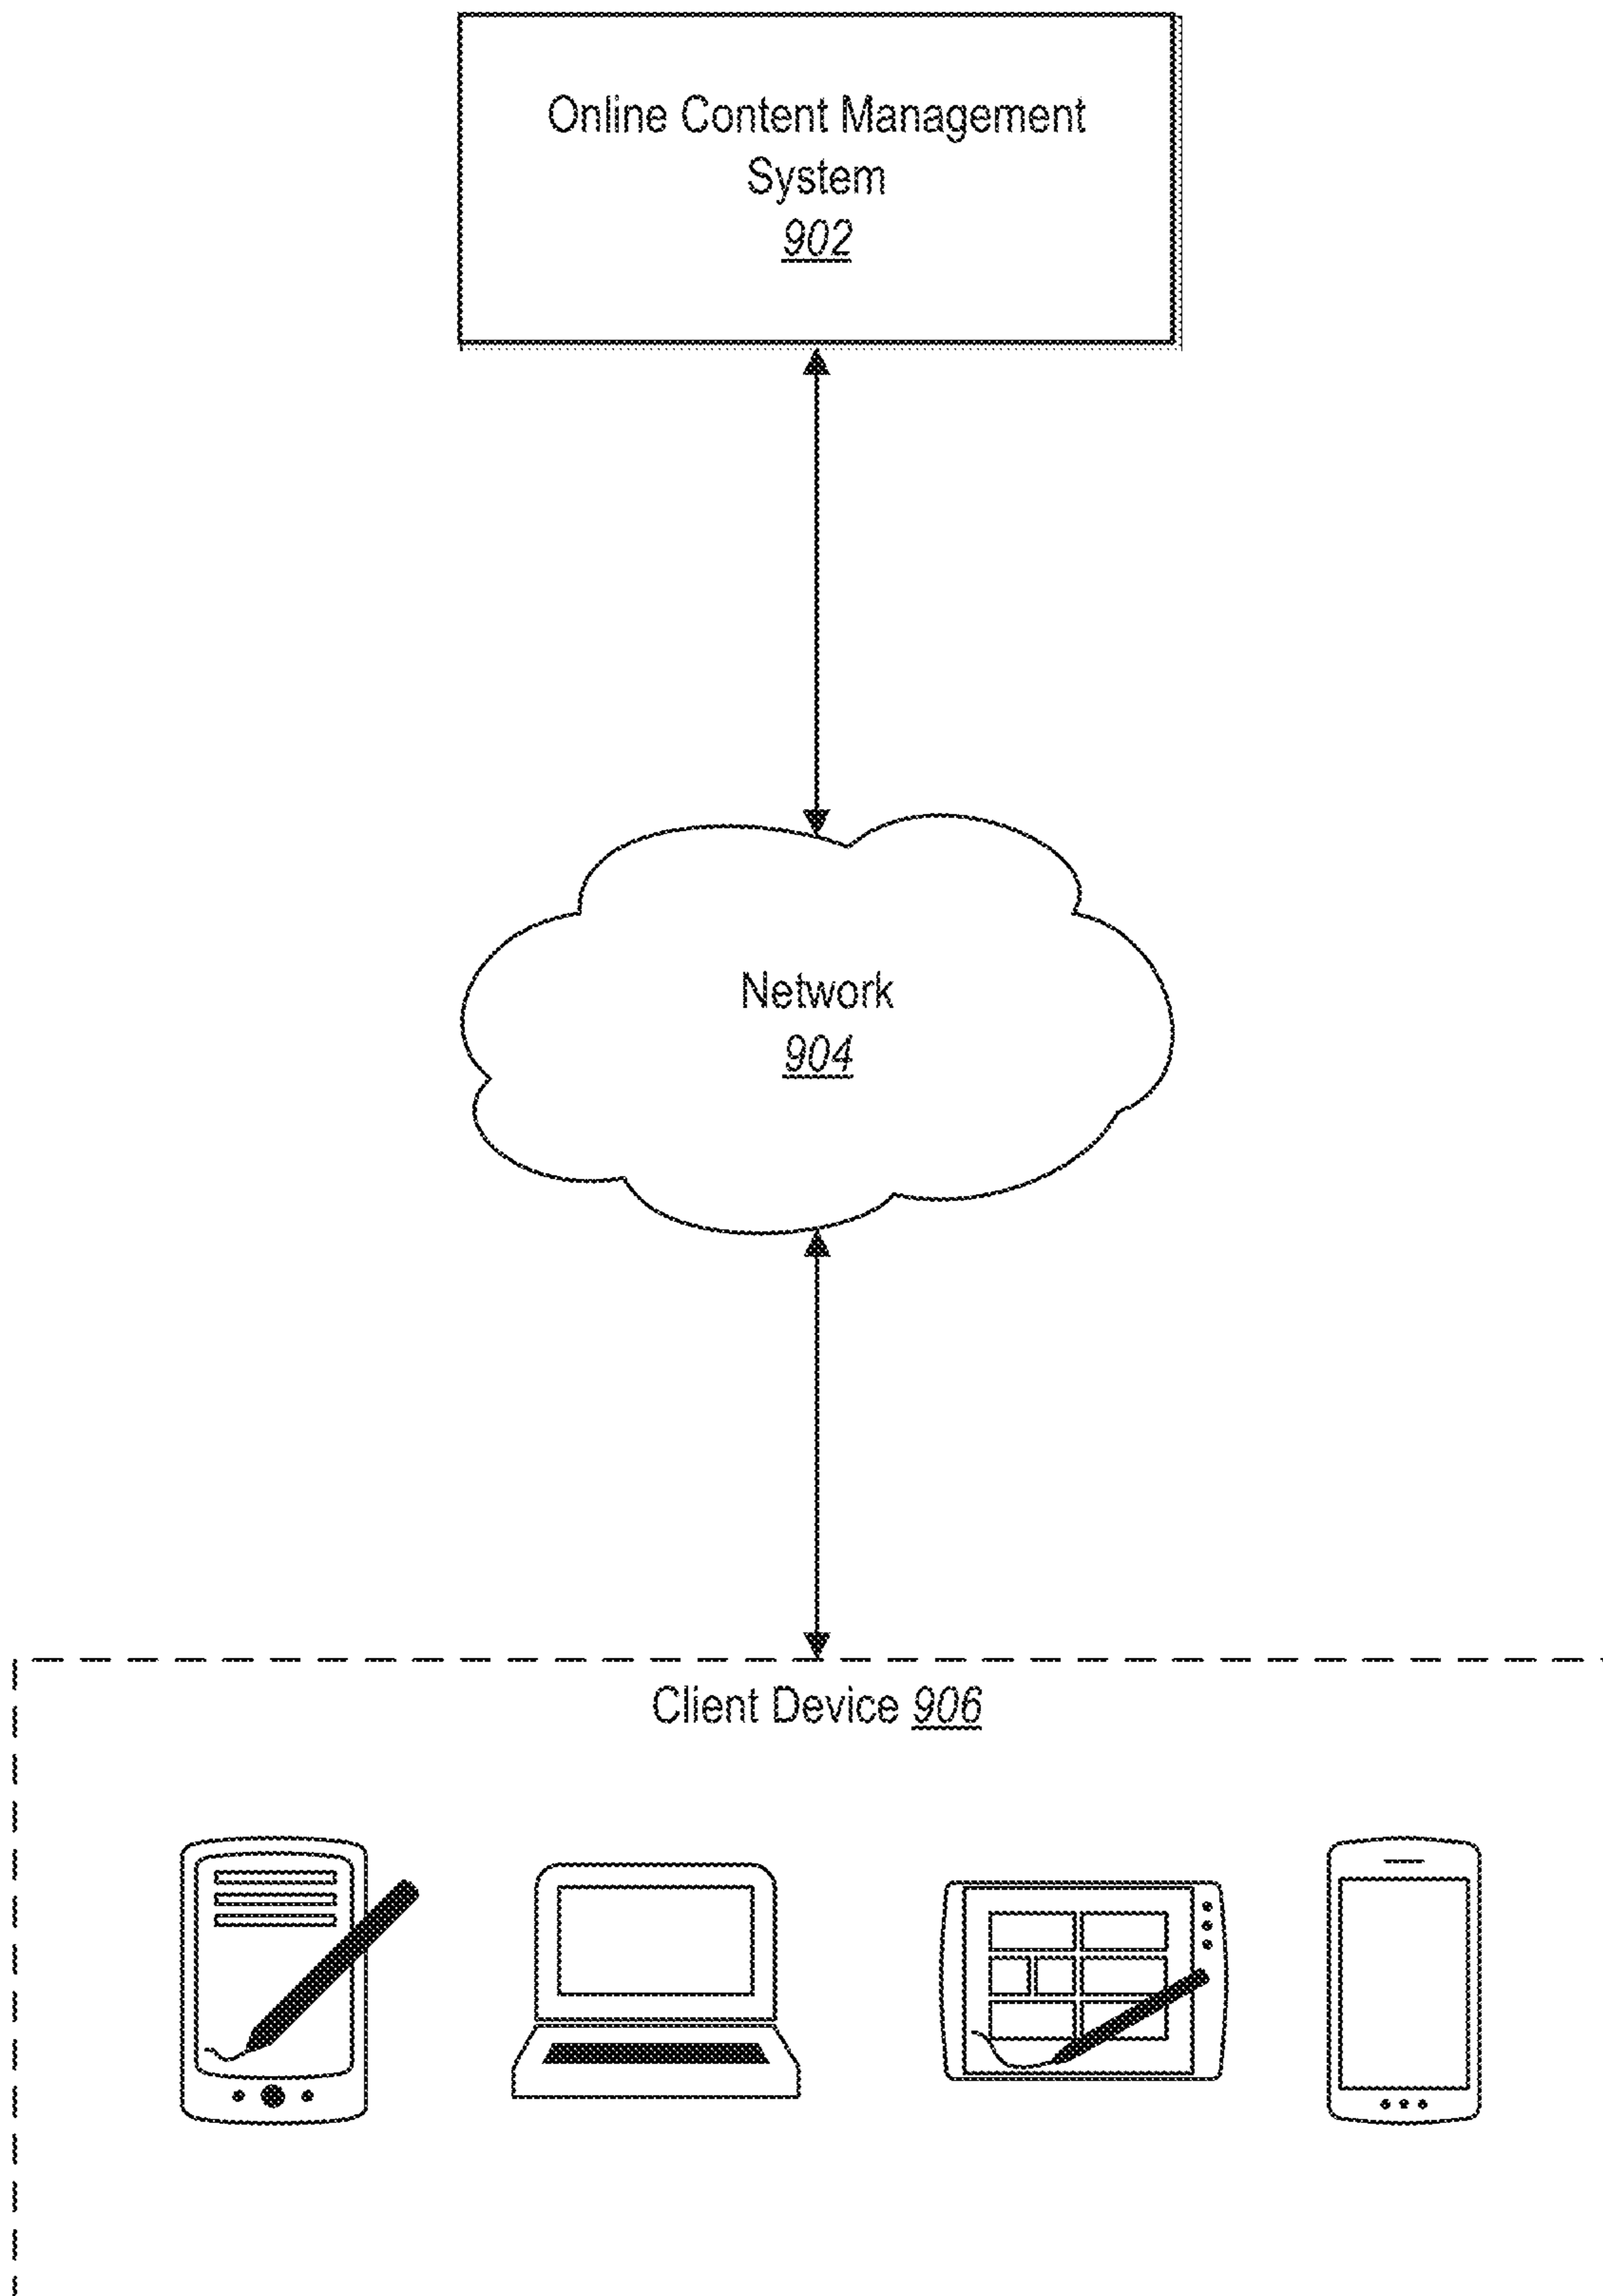 Online Content Management
System
902
Network
904
Client Device 906